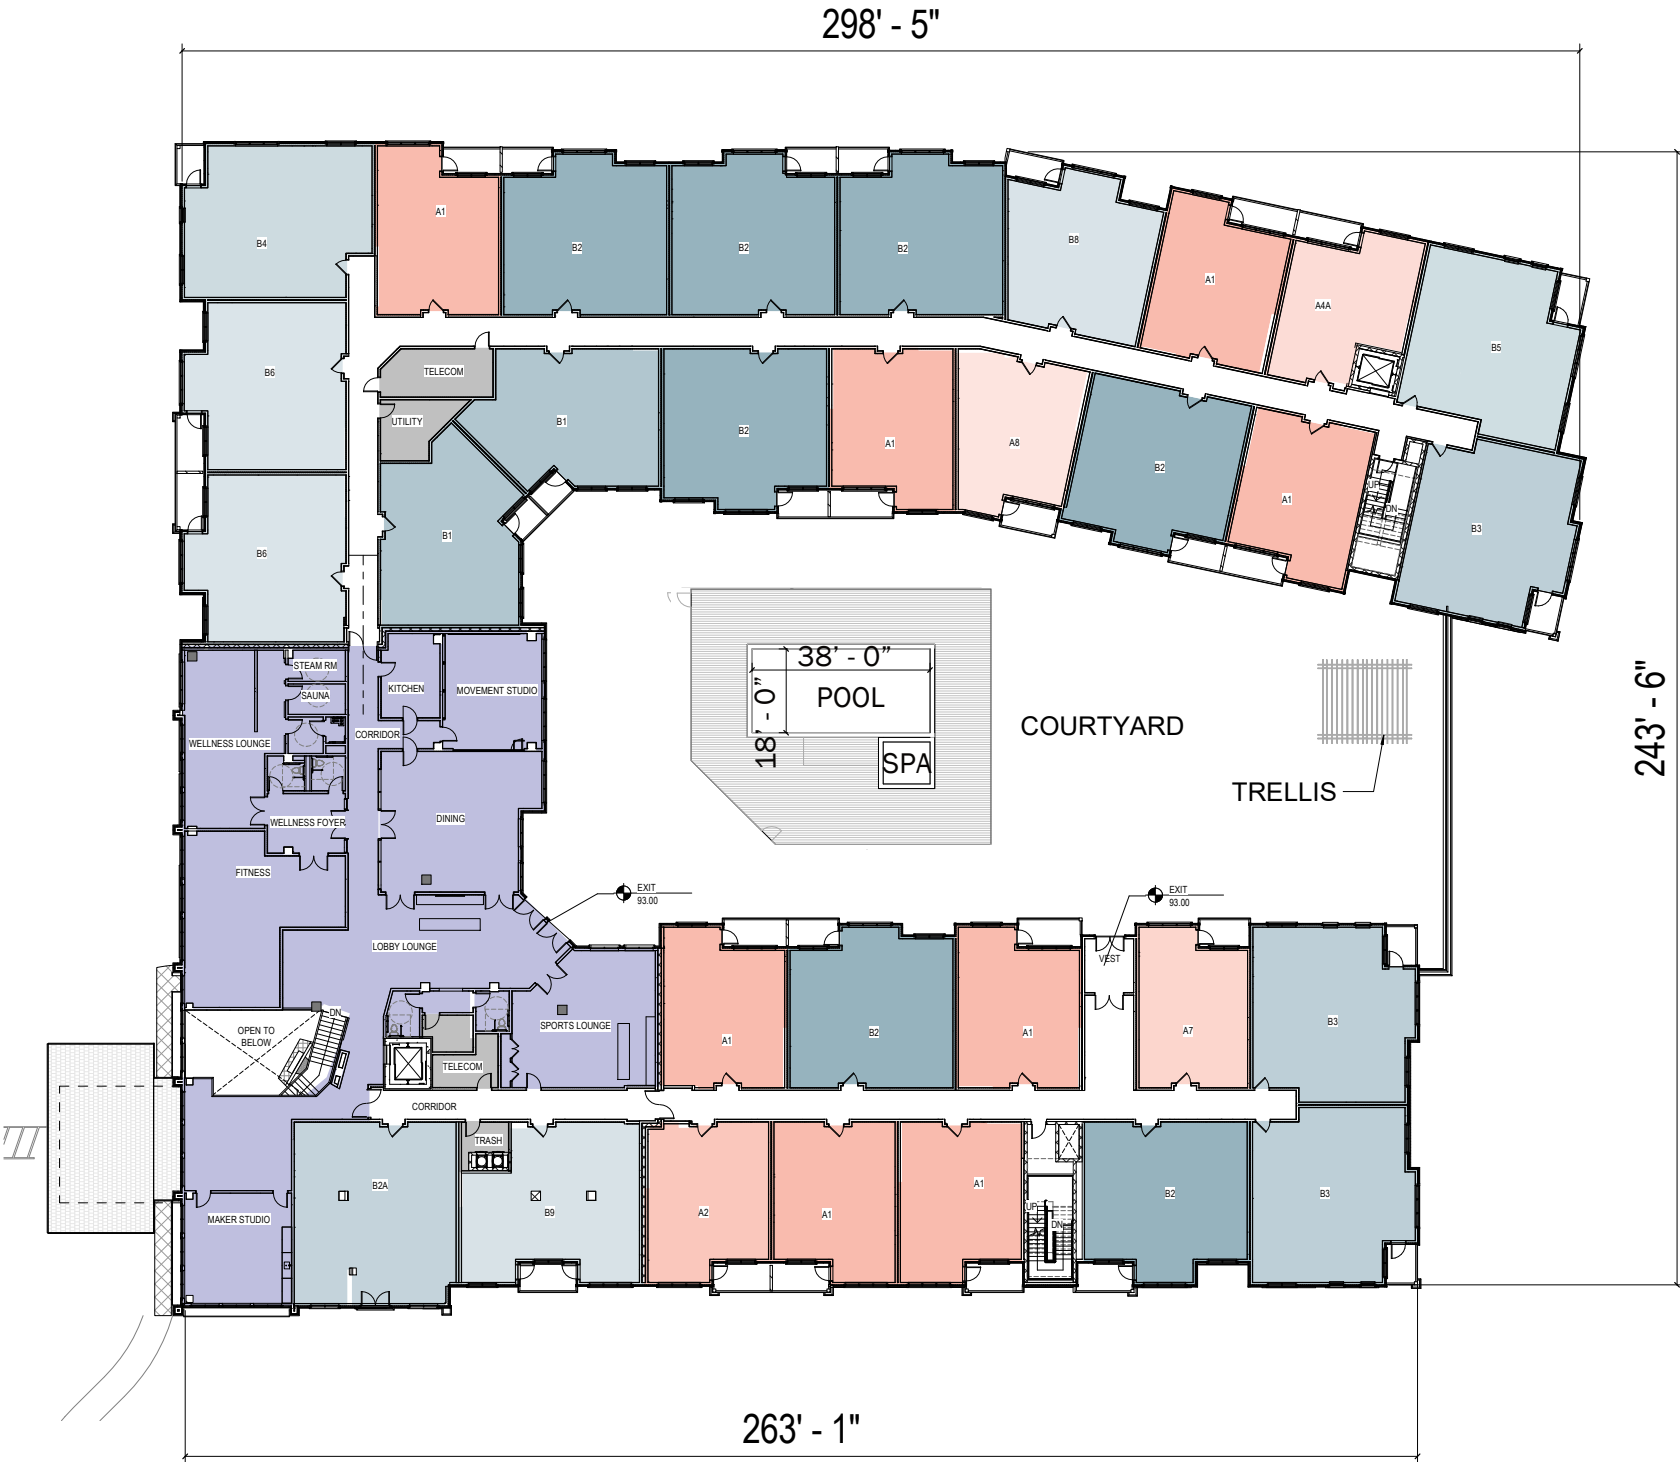 298' - 5"
A1
B4
B2
B2
B2
B8
A1
A4A
B5
B6
TELECOM
UTILITY
B1
B2
A1
A8
B2
A1
UP
DN
B3
B6
B1
243' - 6"
STEAM RM
SAUNA
KITCHEN
MOVEMENT STUDIO
WELLNESS LOUNGE
CORRIDOR
38' - 0"
18' - 0"
POOL
SPA
COURTYARD
TRELLIS
WELLNESS FOYER
DINING
FITNESS
EXIT
93.00
EXIT
93.00
LOBBY LOUNGE
VEST
OPEN TO
BELOW
DN
SPORTS LOUNGE
TELECOM
A1
B2
A1
A7
B3
CORRIDOR
TRASH
B2A
B9
A2
A1
A1
UP
DN
B2
B3
MAKER STUDIO
263' - 1"